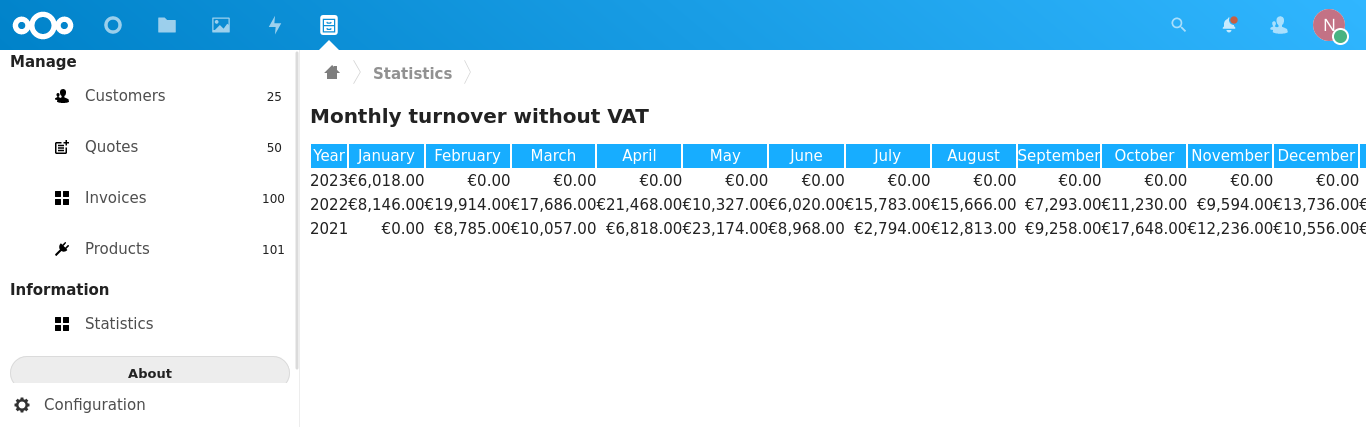 N
Manage
Customers 25
Quotes 50
Invoices 100
Products 101
Information
Statistics
About
Configuration
Statistics
Monthly turnover without VAT
Year January February March April May June July August September October November December
2023 €6,018.00 €0.00 €0.00 €0.00 €0.00 €0.00 €0.00 €0.00 €0.00 €0.00 €0.00 €0.00
2022 €8,146.00 €19,914.00 €17,686.00 €21,468.00 €10,327.00 €6,020.00 €15,783.00 €15,666.00 €7,293.00 €11,230.00 €9,594.00 €13,736.00 €
2021 €0.00 €8,785.00 €10,057.00 €6,818.00 €23,174.00 €8,968.00 €2,794.00 €12,813.00 €9,258.00 €17,648.00 €12,236.00 €10,556.00 €